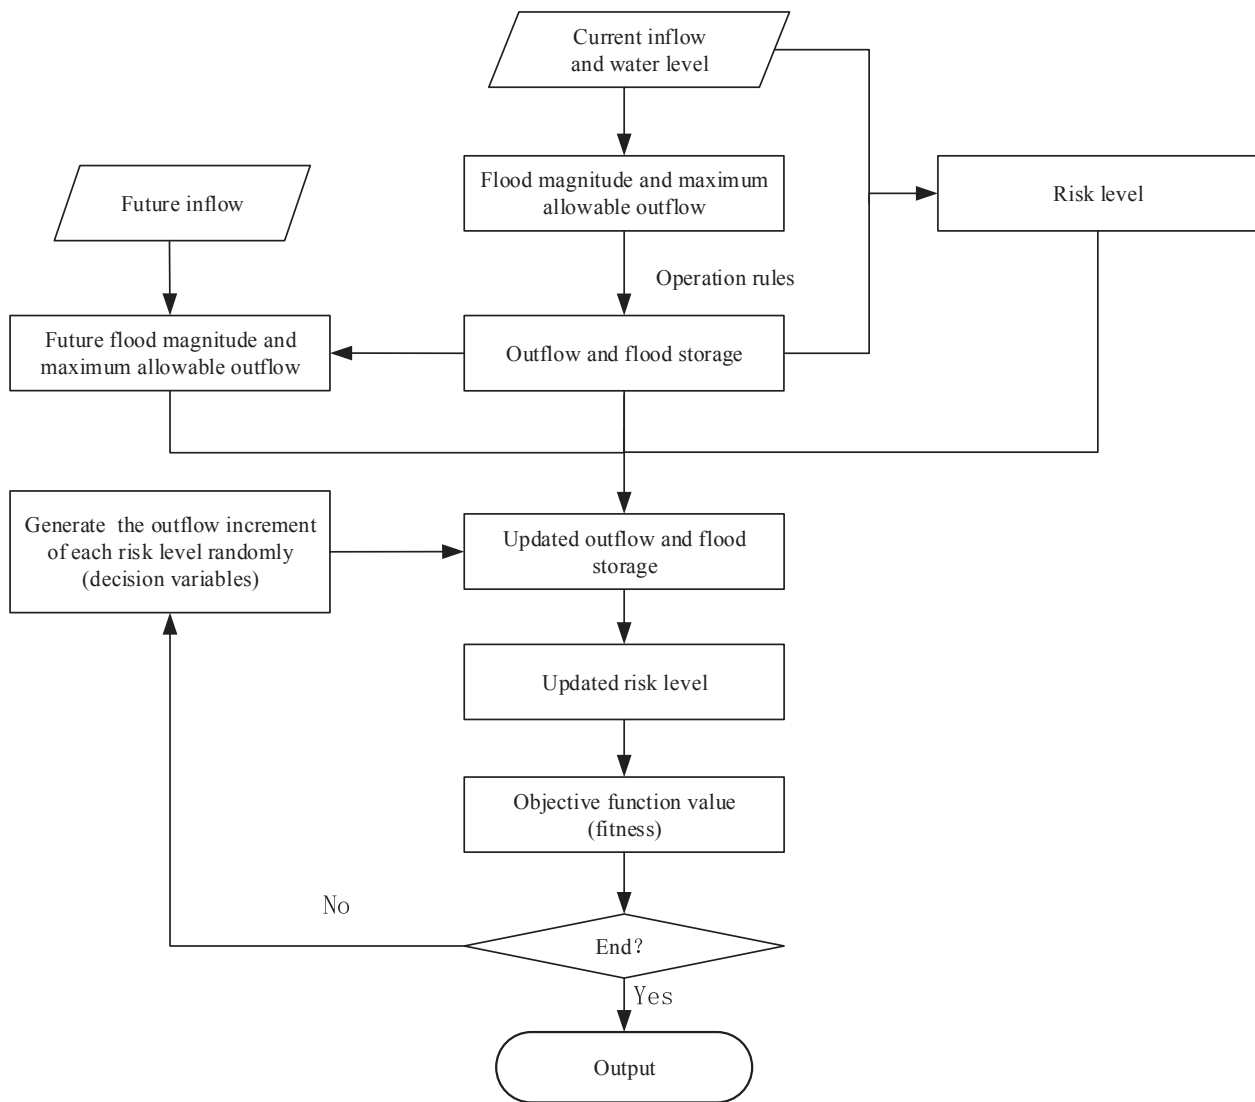 Current inflow
and water level
Flood magnitude and maximum
allowable outflow
Risk level
Future inflow
Operation rules
Future flood magnitude and
maximum allowable outflow
Outflow and flood storage
Generate the outflow increment
of each risk level randomly
(decision variables)
Updated outflow and flood
storage
Updated risk level
Objective function value
(fitness)
No
End?
Yes
Output